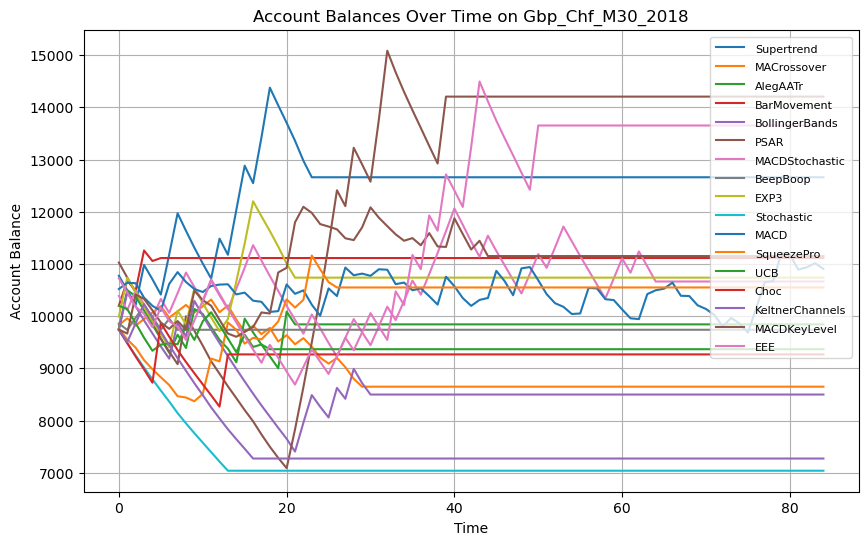 Account Balances Over Time on Gbp_Chf_M30_2018
Account Balance
15000
14000
13000
12000
11000
10000
9000
8000
7000
0
20
40
60
80
Time
Supertrend
MACrossover
AlegAATr
BarMovement
BollingerBands
PSAR
MACDStochastic
BeepBoop
EXP3
Stochastic
MACD
SqueezePro
UCB
Choc
KeltnerChannels
MACDKeyLevel
EEE